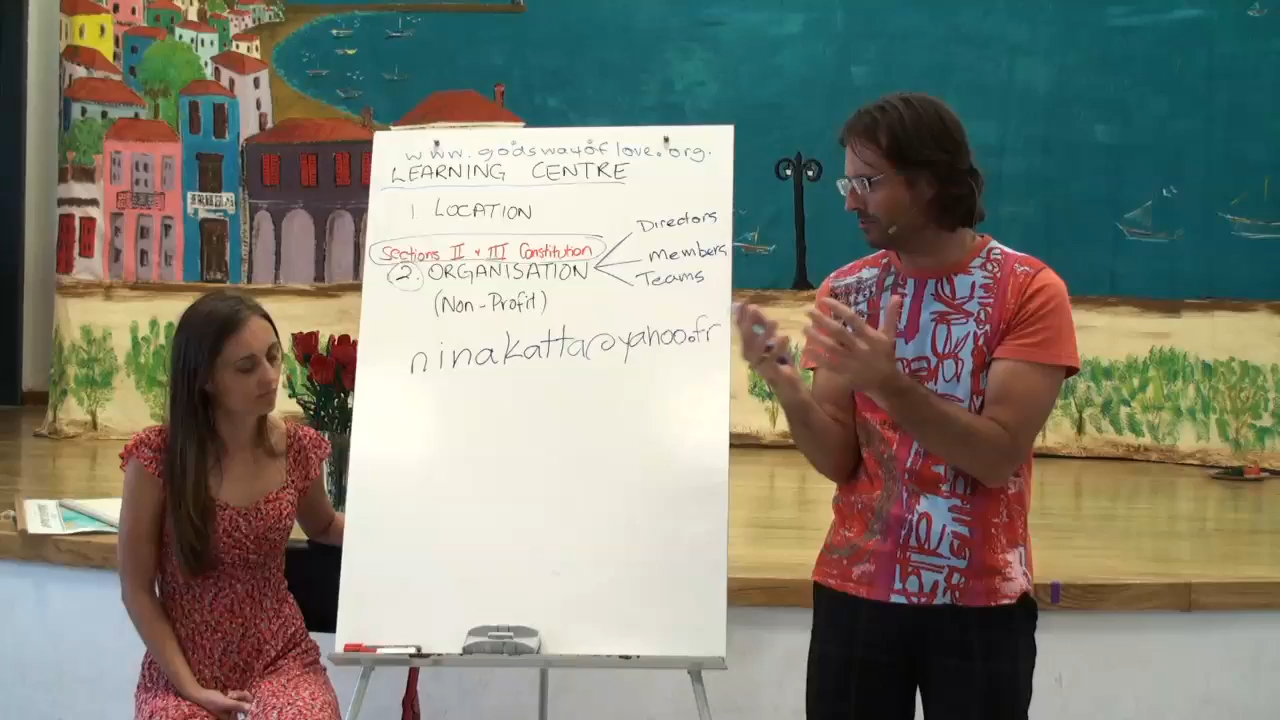 www.godswayoflove.org.
LEARNING CENTRE
1. LOCATION
Sections II & III Constitution
2. ORGANISATION
Directors
Members
Teams
(Non-Profit)
ninakatta@yahoo.fr